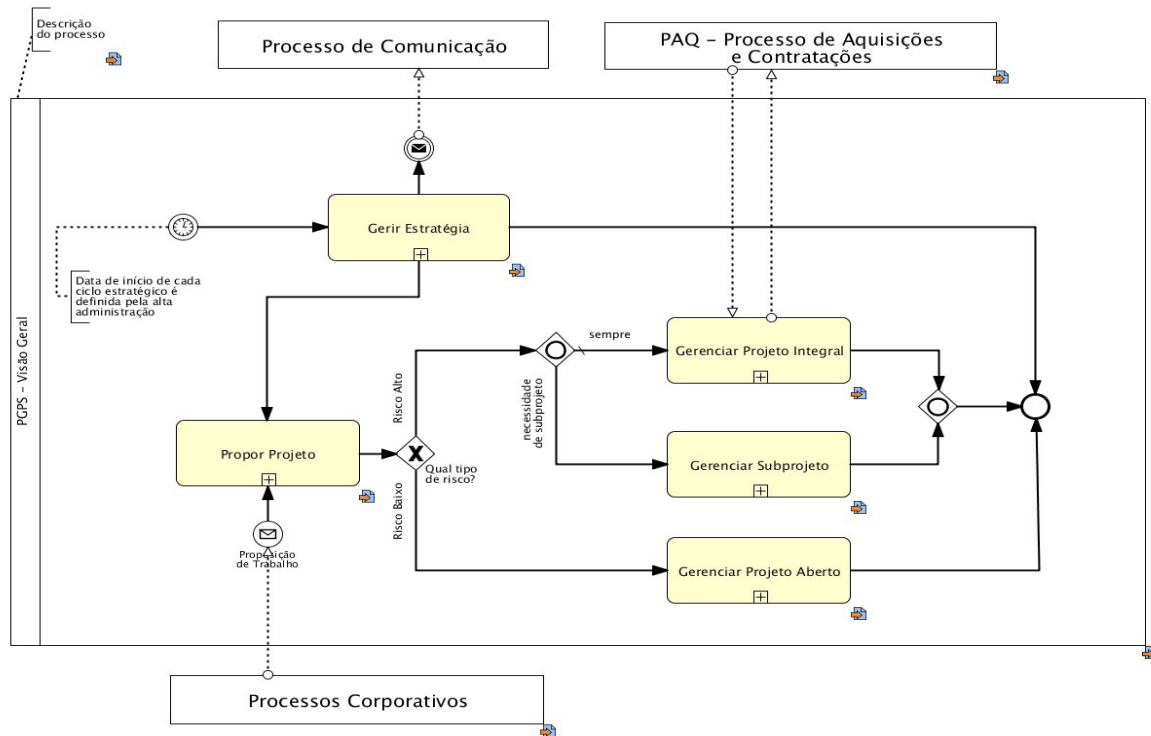 Descrição
do processo
Processo de Comunicação
PAQ – Processo de Aquisições
e Contratações
PGPS – Visão Geral
Gerir Estratégia
Data de início de cada
ciclo estratégico é
definida pela alta
administração
sempre
Gerenciar Projeto Integral
Risco Alto
necessidade
de subprojeto
Propor Projeto
Qual tipo
de risco?
Gerenciar Subprojeto
Risco Baixo
Proposição
de Trabalho
Gerenciar Projeto Aberto
Processos Corporativos